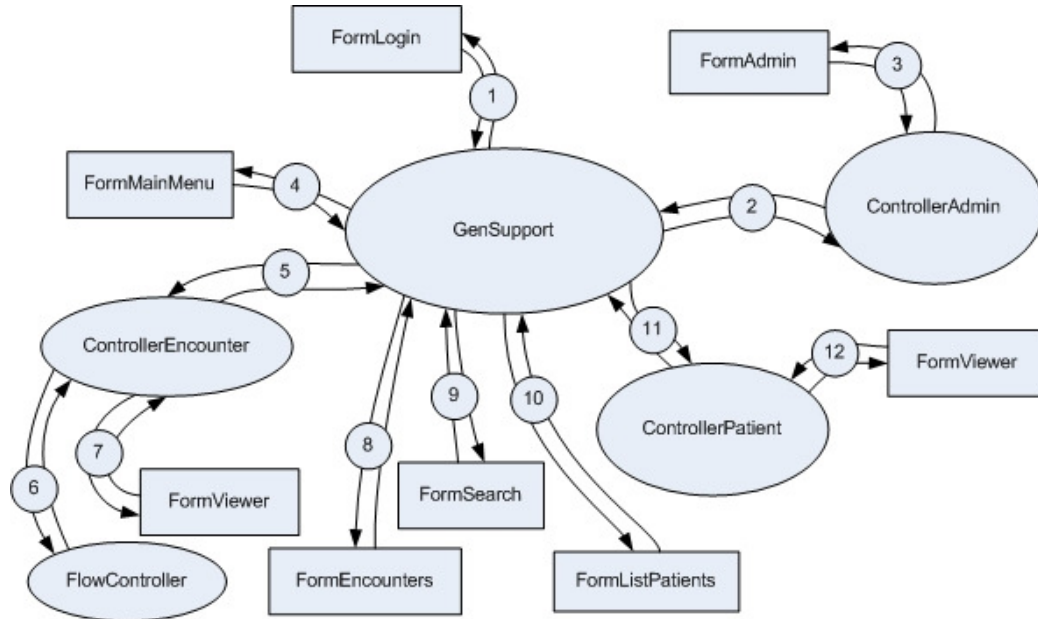 FormLogin
FormAdmin
3
1
FormMainMenu
4
2
ControllerAdmin
GenSupport
5
11
12
FormViewer
ControllerEncounter
9
10
ControllerPatient
8
7
6
FormViewer
FormSearch
FlowController
FormEncounters
FormListPatients